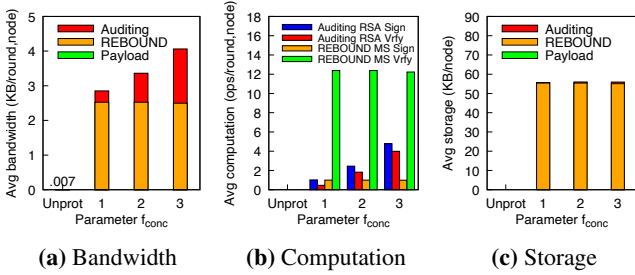 Avg bandwidth (KB/round,node)
5
4
3
2
1
0
Auditing
REBOUND
Payload
.007
Unprot 1 2 3
Parameter fconc
(a) Bandwidth
Avg computation (ops/round,node)
18
16
14
12
10
8
6
4
2
0
Auditing RSA Sign
Auditing RSA Vrfy
REBOUND MS Sign
REBOUND MS Vrfy
Unprot 1 2 3
Parameter fconc
(b) Computation
Avg storage (KB/node)
90
80
70
60
50
40
30
20
10
0
Auditing
REBOUND
Payload
Unprot 1 2 3
Parameter fconc
(c) Storage